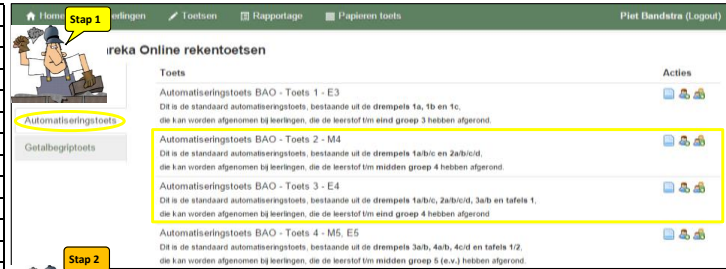 Home
erlingen
Toetsen
Rapportage
Papieren toets
Piet Bandstra (Logout)
Stap 1
reka Online rekentoetsen
Toets
Acties
Automatiseringstoets
Getalbegriptoets
Automatiseringstoets BAO - Toets 1 - E3
Dit is de standaard automatiseringstoets, bestaande uit de drempels 1a, 1b en 1c,
die kan worden afgenomen bij leerlingen, die de leerstof t/m eind groep 3 hebben afgerond.
Automatiseringstoets BAO - Toets 2 - M4
Dit is de standaard automatiseringstoets, bestaande uit de drempels 1a/b/c en 2a/b/c/d,
die kan worden afgenomen bij leerlingen, die de leerstof t/m midden groep 4 hebben afgerond.
Automatiseringstoets BAO - Toets 3 - E4
Dit is de standaard automatiseringstoets, bestaande uit de drempels 1a/b/c, 2a/b/c/d, 3a/b en tafels 1,
die kan worden afgenomen bij leerlingen, die de leerstof t/m eind groep 4 hebben afgerond
Automatiseringstoets BAO - Toets 4 - M5, E5
Dit is de standaard automatiseringstoets, bestaande uit de drempels 3a/b, 4a/b, 4c/d en tafels 1/2,
die kan worden afgenomen bij leerlingen, die de leerstof t/m midden groep 5 (e.v.) hebben afgerond.
Stap 2